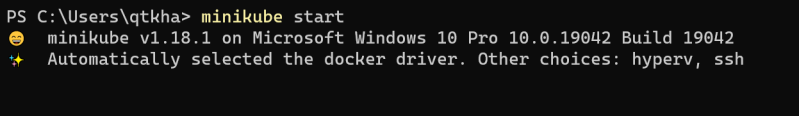 PS C:\Users\qtkha> minikube start
😄  minikube v1.18.1 on Microsoft Windows 10 Pro 10.0.19042 Build 19042
✨  Automatically selected the docker driver. Other choices: hyperv, ssh